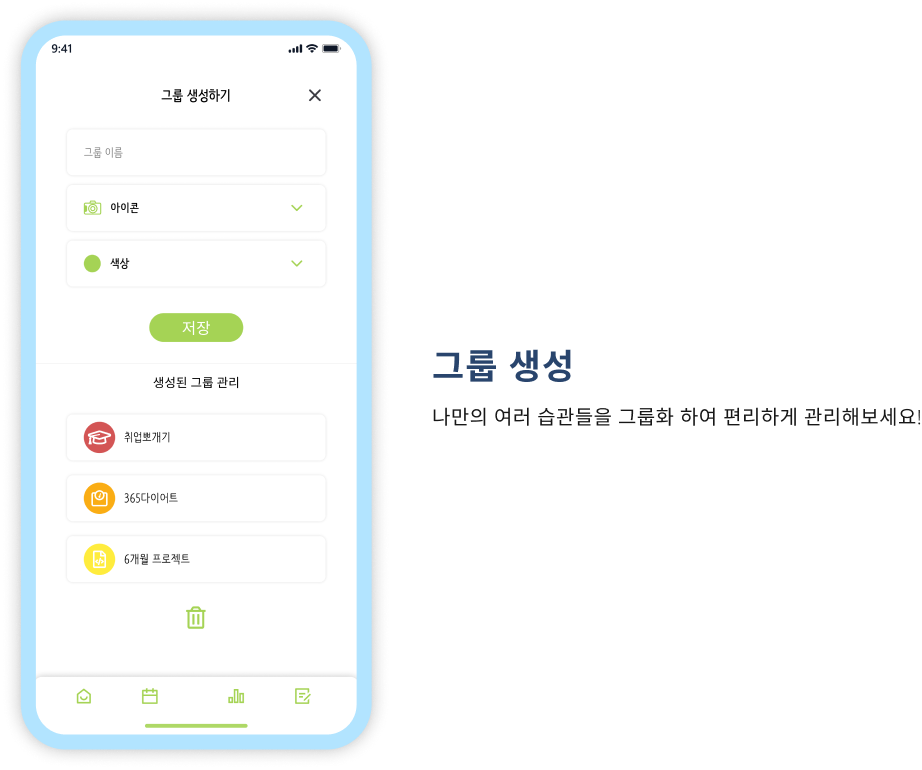 9:41
그룹 생성하기
그룹 이름
아이콘
색상
저장
생성된 그룹 관리
취업뽀개기
365다이어트
6개월 프로젝트
그룹 생성
나만의 여러 습관들을 그룹화 하여 편리하게 관리해보세요!